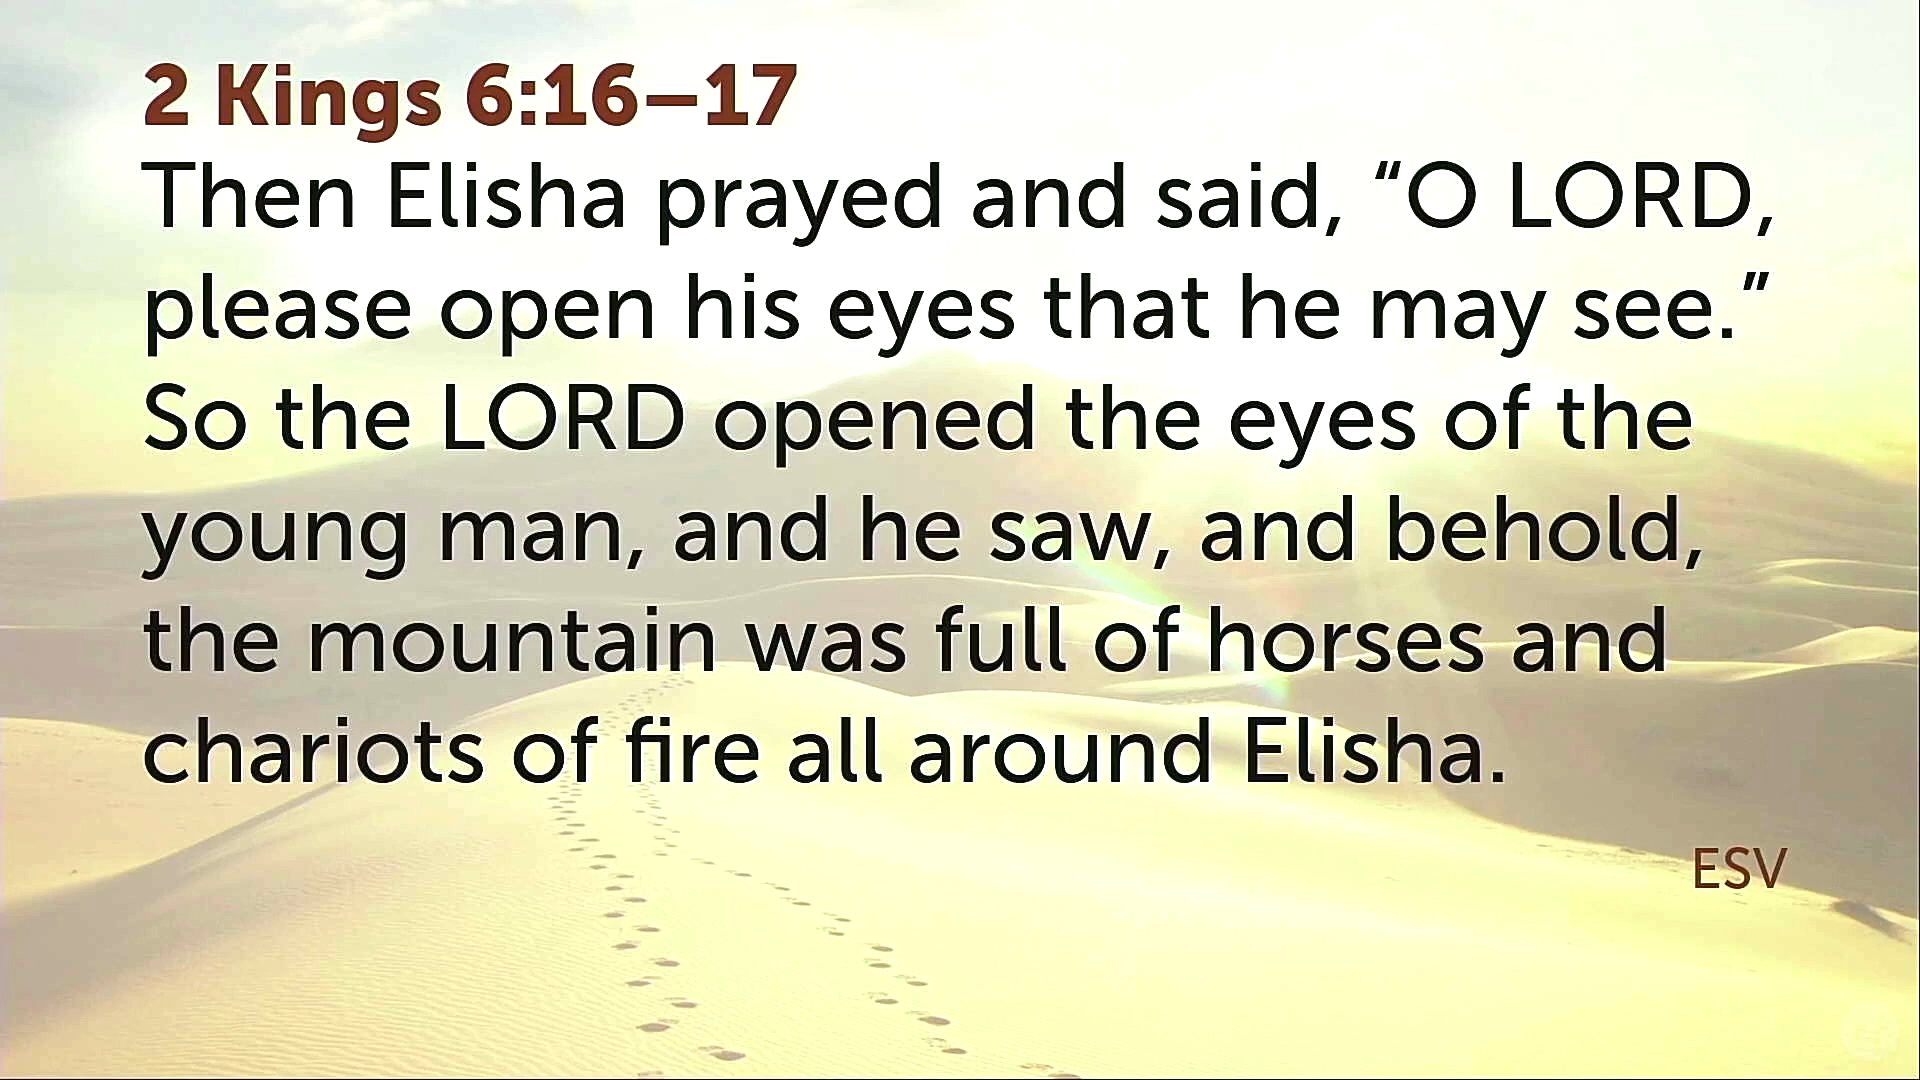 2 Kings 6:16–17
Then Elisha prayed and said, “O LORD,
please open his eyes that he may see.”
So the LORD opened the eyes of the
young man, and he saw, and behold,
the mountain was full of horses and
chariots of fire all around Elisha.
ESV